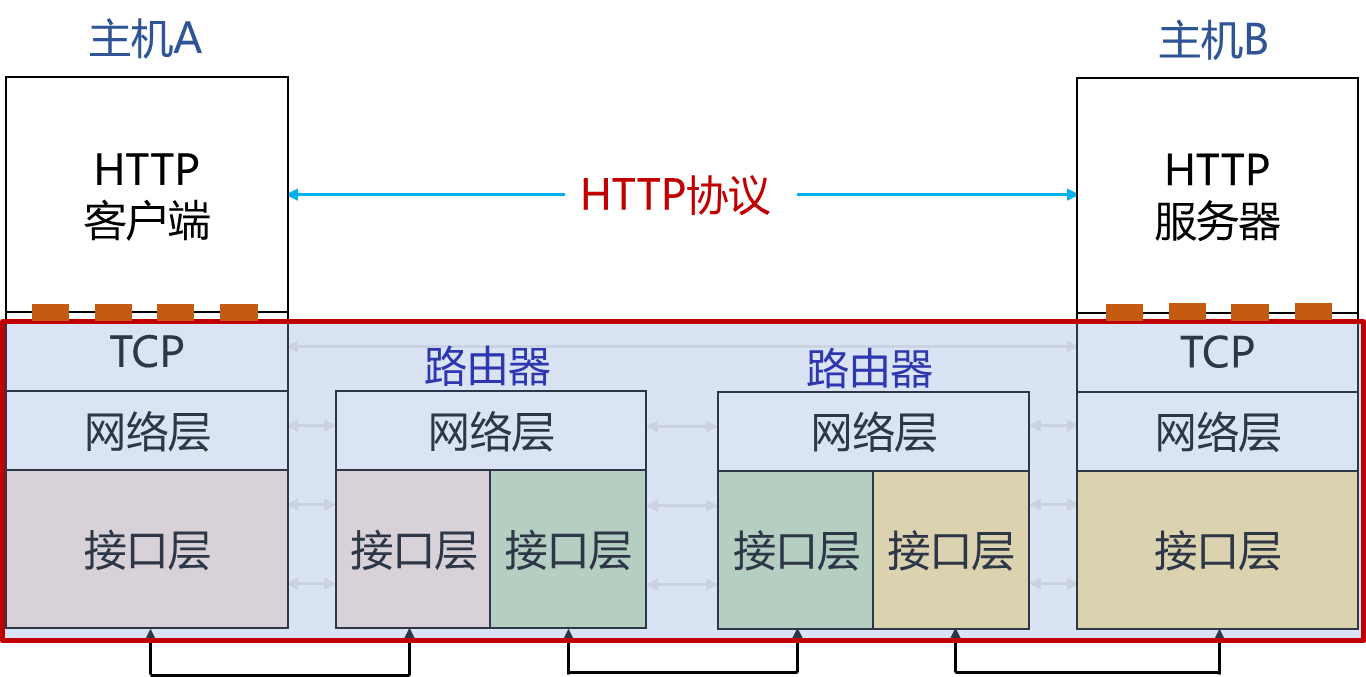 主机A
主机B
HTTP
客户端
HTTP协议
HTTP
服务器
TCP
路由器
路由器
TCP
网络层
网络层
网络层
网络层
接口层
接口层
接口层
接口层
接口层
接口层